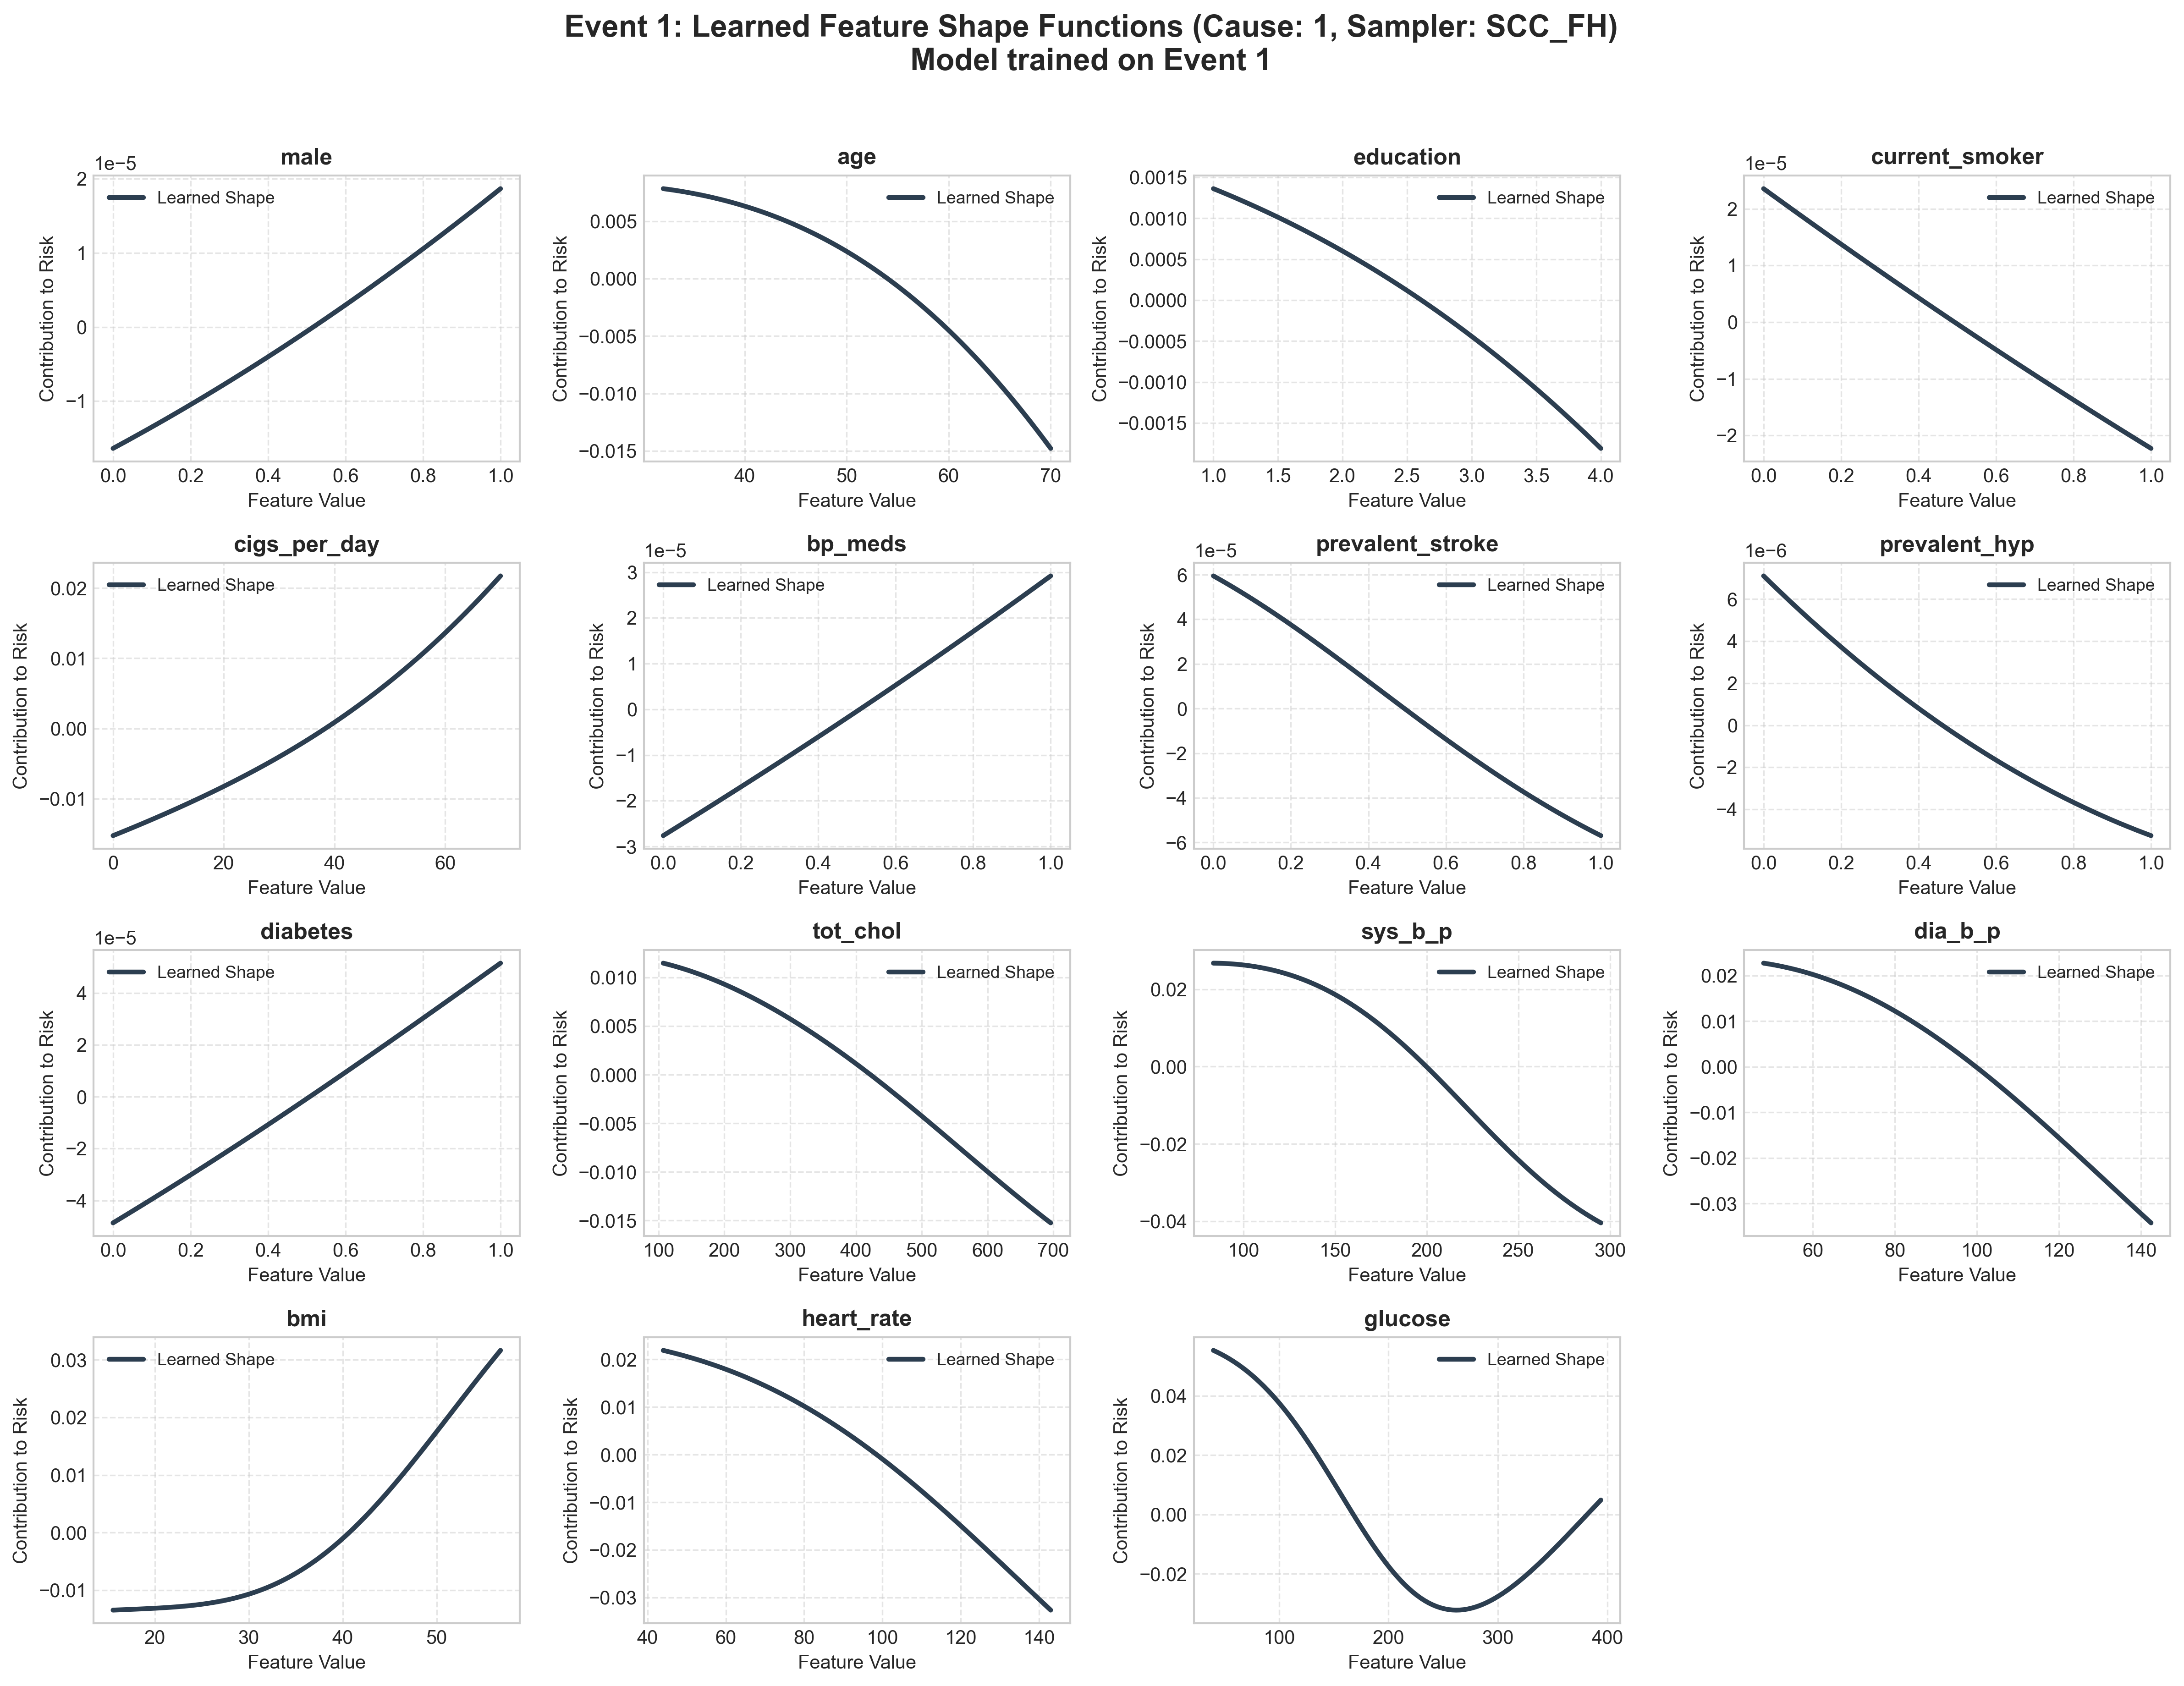 Event 1: Learned Feature Shape Functions (Cause: 1, Sampler: SCC_FH)
Model trained on Event 1
male
1e−5
Learned Shape
Contribution to Risk
2
1
0
−1
0.0 0.2 0.4 0.6 0.8 1.0
Feature Value
age
Learned Shape
Contribution to Risk
0.005
0.000
−0.005
−0.010
−0.015
40 50 60 70
Feature Value
education
Learned Shape
Contribution to Risk
0.0015
0.0010
0.0005
0.0000
−0.0005
−0.0010
−0.0015
1.0 1.5 2.0 2.5 3.0 3.5 4.0
Feature Value
current_smoker
1e−5
Learned Shape
Contribution to Risk
2
1
0
−1
−2
0.0 0.2 0.4 0.6 0.8 1.0
Feature Value
cigs_per_day
Learned Shape
Contribution to Risk
0.02
0.01
0.00
−0.01
0 20 40 60
Feature Value
bp_meds
1e−5
Learned Shape
Contribution to Risk
3
2
1
0
−1
−2
−3
0.0 0.2 0.4 0.6 0.8 1.0
Feature Value
prevalent_stroke
1e−5
Learned Shape
Contribution to Risk
6
4
2
0
−2
−4
−6
0.0 0.2 0.4 0.6 0.8 1.0
Feature Value
prevalent_hyp
1e−6
Learned Shape
Contribution to Risk
6
4
2
0
−2
−4
0.0 0.2 0.4 0.6 0.8 1.0
Feature Value
diabetes
1e−5
Learned Shape
Contribution to Risk
4
2
0
−2
−4
0.0 0.2 0.4 0.6 0.8 1.0
Feature Value
tot_chol
Learned Shape
Contribution to Risk
0.010
0.005
0.000
−0.005
−0.010
−0.015
100 200 300 400 500 600 700
Feature Value
sys_b_p
Learned Shape
Contribution to Risk
0.02
0.00
−0.02
−0.04
100 150 200 250 300
Feature Value
dia_b_p
Learned Shape
Contribution to Risk
0.02
0.01
0.00
−0.01
−0.02
−0.03
60 80 100 120 140
Feature Value
bmi
Learned Shape
Contribution to Risk
0.03
0.02
0.01
0.00
−0.01
20 30 40 50
Feature Value
heart_rate
Learned Shape
Contribution to Risk
0.02
0.01
0.00
−0.01
−0.02
−0.03
40 60 80 100 120 140
Feature Value
glucose
Learned Shape
Contribution to Risk
0.04
0.02
0.00
−0.02
100 200 300 400
Feature Value